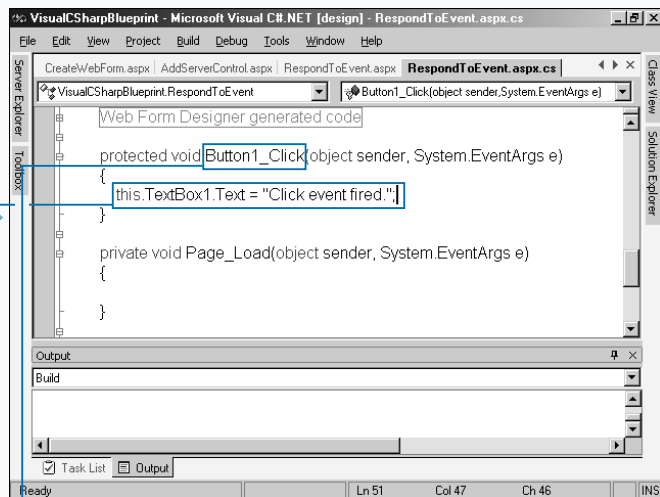 VisualCSharpBlueprint - Microsoft Visual C#.NET [design] - RespondToEvent.aspx.cs
File Edit View Project Build Debug Tools Window Help
CreateWebForm.aspx AddServerControl.aspx RespondToEvent.aspx RespondToEvent.aspx.cs
VisualCSharpBlueprint.RespondToEvent Button1_Click(object sender,System.EventArgs e)
Server Explorer
Toolbox
Class View
Solution Explorer
Web Form Designer generated code
protected void Button1_Click(object sender, System.EventArgs e)
{
this.TextBox1.Text = "Click event fired.";
}
private void Page_Load(object sender, System.EventArgs e)
{
}
Output
Build
Task List Output
Ready Ln 51 Col 47 Ch 46 INS